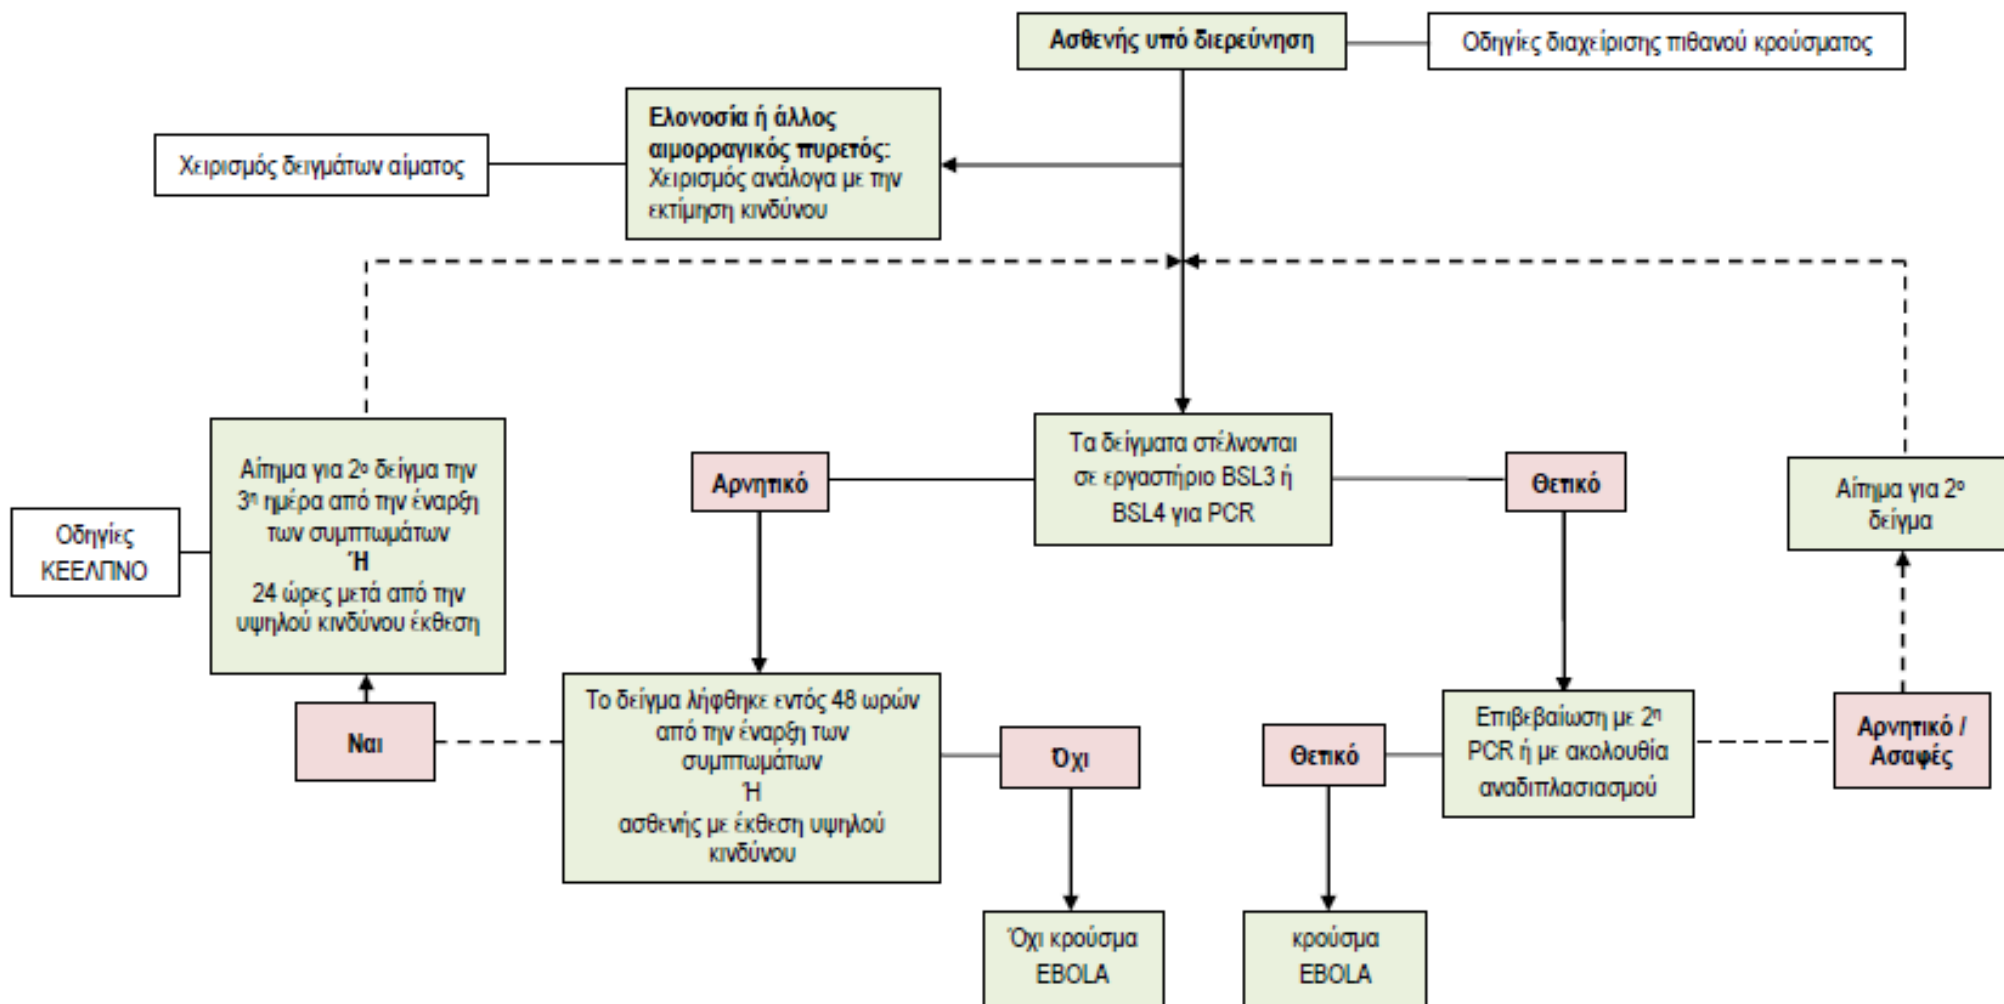 Ασθενής υπό διερεύνηση
Οδηγίες διαχείρισης πιθανού κρούσματος
Ελονοσία ή άλλος
αιμορραγικός πυρετός:
Χειρισμός ανάλογα με την
εκτίμηση κινδύνου
Χειρισμός δειγμάτων αίματος
Αίτημα για 2ο δείγμα την
3η ημέρα από την έναρξη
των συμπτωμάτων
Ή
24 ώρες μετά από την
υψηλού κινδύνου έκθεση
Οδηγίες
ΚΕΕΛΠΝΟ
Αρνητικό
Τα δείγματα στέλνονται
σε εργαστήριο BSL3 ή
BSL4 για PCR
Θετικό
Αίτημα για 2ο
δείγμα
Ναι
Το δείγμα λήφθηκε εντός 48 ωρών
από την έναρξη των
συμπτωμάτων
Ή
ασθενής με έκθεση υψηλού
κινδύνου
Όχι
Θετικό
Επιβεβαίωση με 2η
PCR ή με ακολουθία
αναδιπλασιασμού
Αρνητικό /
Ασαφές
Όχι κρούσμα
EBOLA
κρούσμα
EBOLA